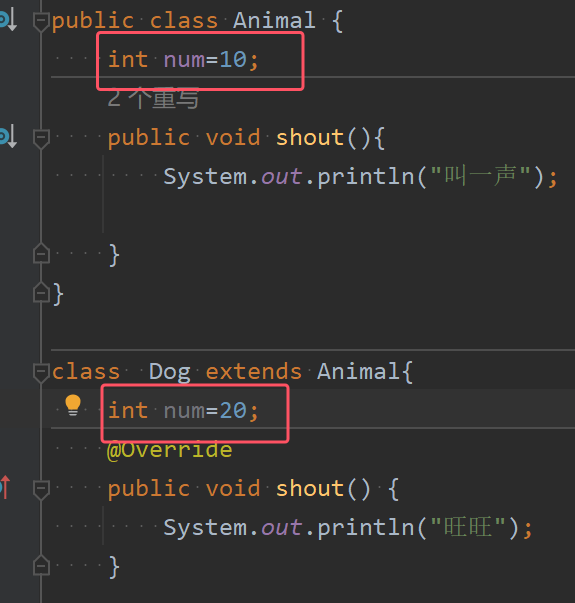 public class Animal {
int num=10;
2 个重写
public void shout(){
System.out.println("叫一声");
}
}
class Dog extends Animal{
int num=20;
@Override
public void shout() {
System.out.println("旺旺");
}